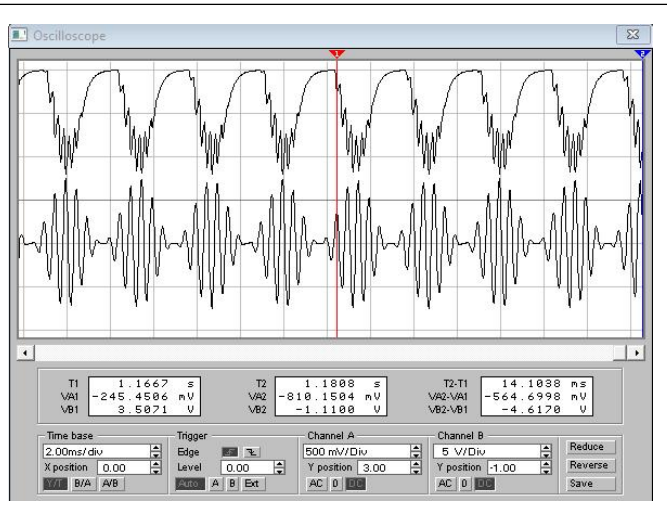 Oscilloscope
1 2
T1 1.1667 s T2 1.1808 s T2-T1 14.1038 ms
VA1 -245.4506 mV VA2 -810.1504 mV VA2-VA1 -564.6998 mV
VB1 3.5071 V VB2 -1.1100 V VB2-VB1 -4.6170 V
Time base Trigger Channel A Channel B
2.00ms/div Edge 500 mV/Div 5 V/Div Reduce
X position 0.00 Level 0.00 Y position 3.00 Y position -1.00 Reverse
Y/T B/A A/B Auto A B Ext AC 0 DC AC 0 DC Save